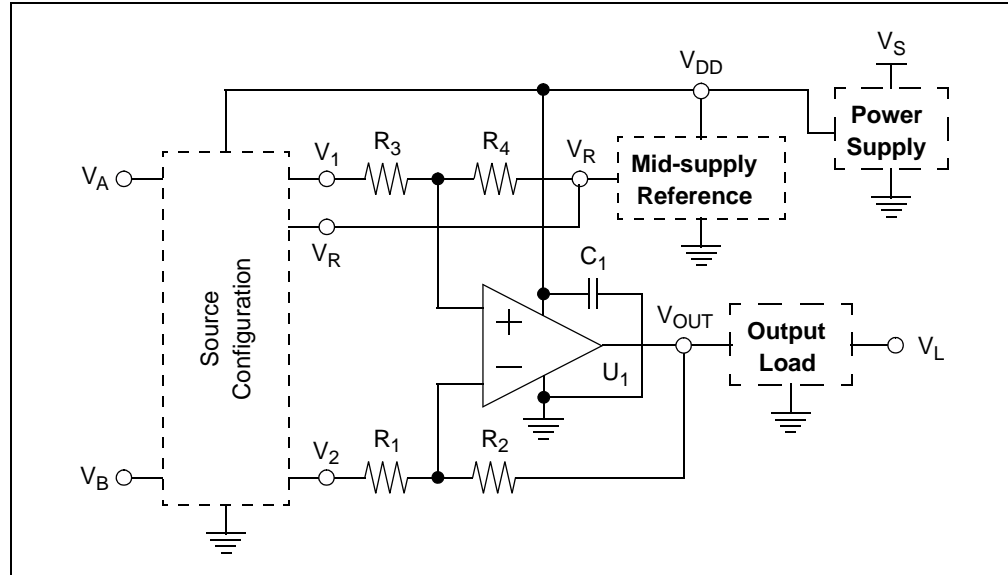 V_S
V_DD
Power
Supply
R_3
R_4
V_1
V_R
Mid-supply
Reference
V_A
V_R
C_1
Source
Configuration
+
−
V_OUT
Output
Load
V_L
U_1
V_2
R_1
R_2
V_B